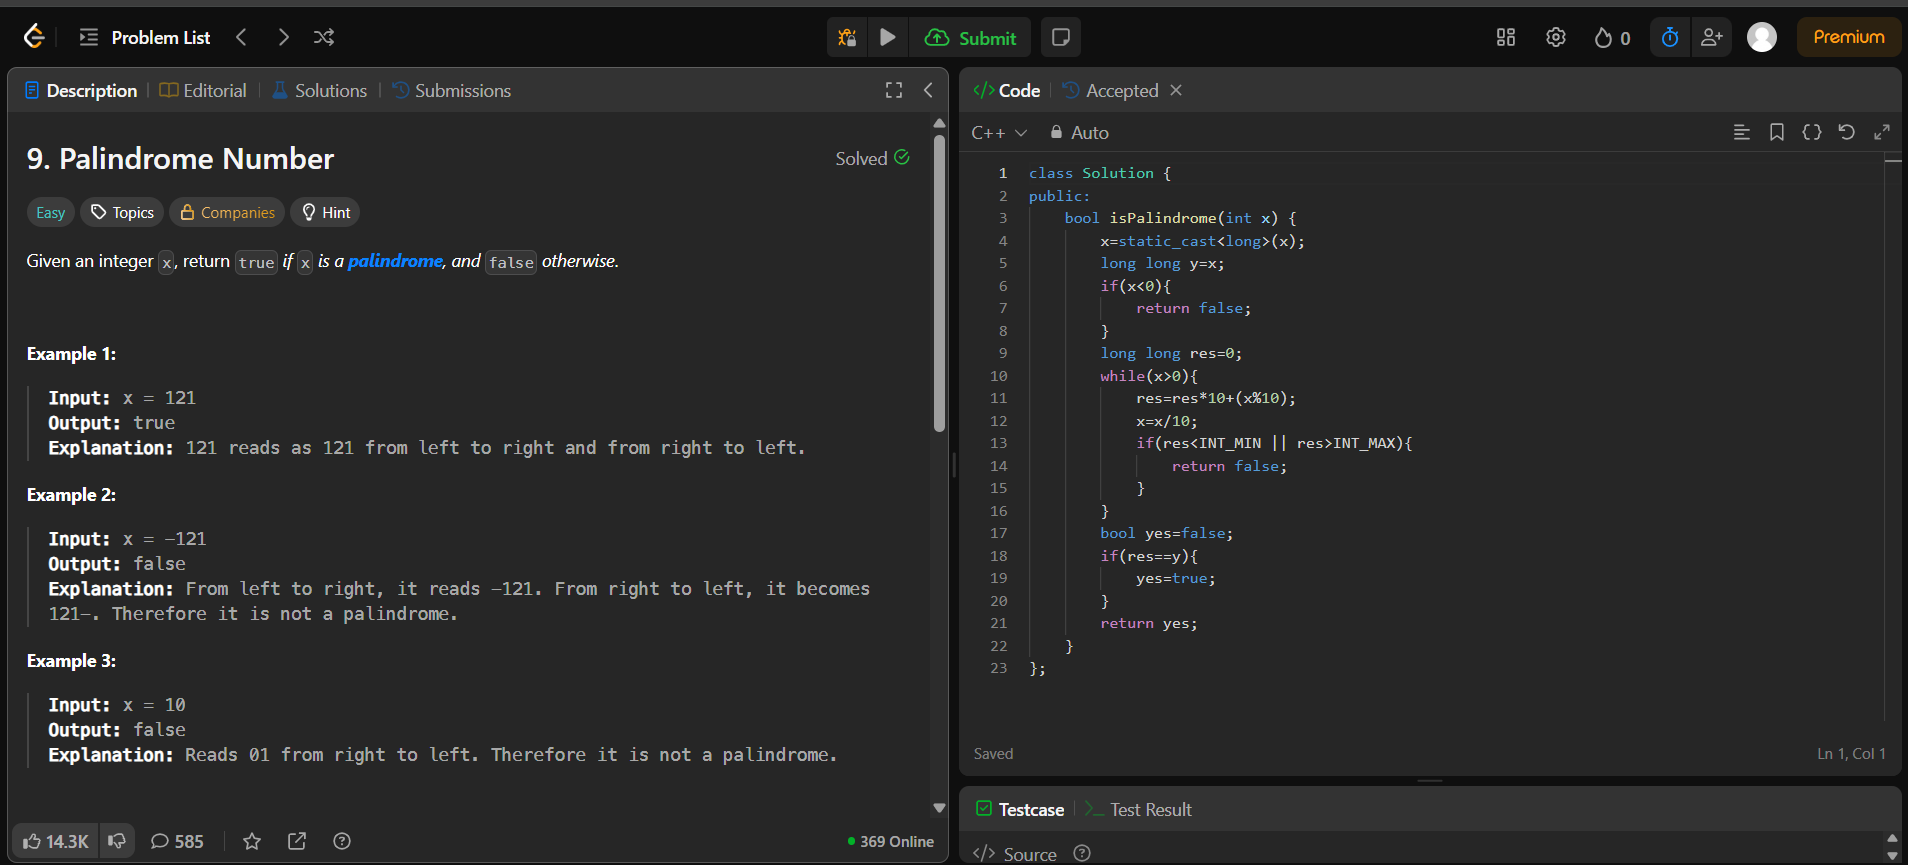 Problem List
Submit
0
Premium
Description
Editorial
Solutions
Submissions
9. Palindrome Number
Solved
Easy
Topics
Companies
Hint
Given an integer x, return true if x is a palindrome, and false otherwise.
Example 1:
Input: x = 121
Output: true
Explanation: 121 reads as 121 from left to right and from right to left.
Example 2:
Input: x = -121
Output: false
Explanation: From left to right, it reads -121. From right to left, it becomes
121-. Therefore it is not a palindrome.
Example 3:
Input: x = 10
Output: false
Explanation: Reads 01 from right to left. Therefore it is not a palindrome.
14.3K
585
369 Online
</> Code
Accepted
C++
Auto
1 class Solution {
2 public:
3     bool isPalindrome(int x) {
4         x=static_cast<long>(x);
5         long long y=x;
6         if(x<0){
7             return false;
8         }
9         long long res=0;
10         while(x>0){
11             res=res*10+(x%10);
12             x=x/10;
13             if(res<INT_MIN || res>INT_MAX){
14                 return false;
15             }
16         }
17         bool yes=false;
18         if(res==y){
19             yes=true;
20         }
21         return yes;
22     }
23 };
Saved
Ln 1, Col 1
Testcase
Test Result
</> Source